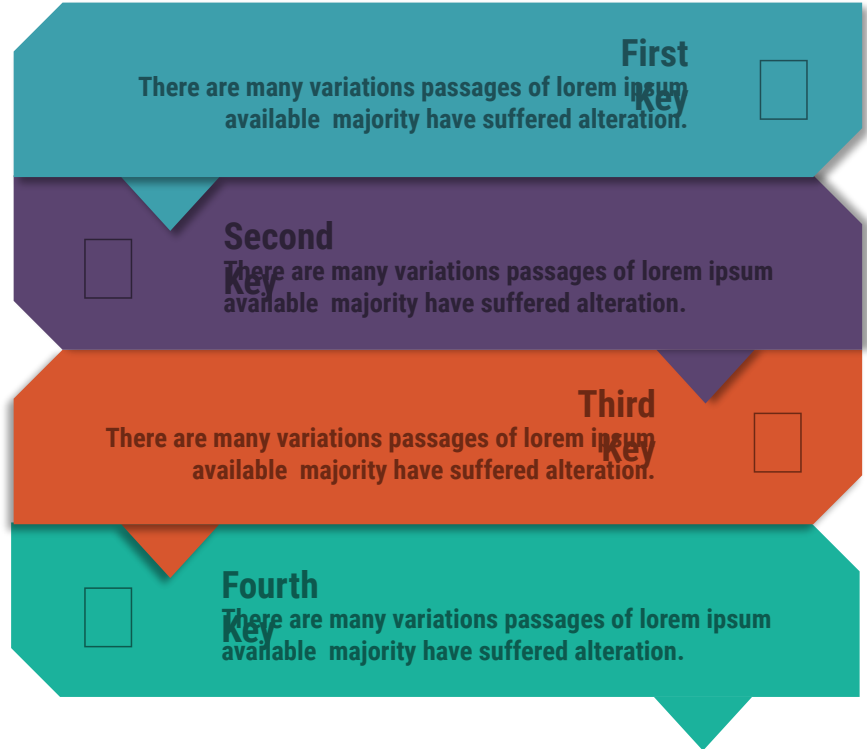 First
Key
There are many variations passages of lorem ipsum
available majority have suffered alteration.
Second
Key
There are many variations passages of lorem ipsum
available majority have suffered alteration.
Third
Key
There are many variations passages of lorem ipsum
available majority have suffered alteration.
Fourth
Key
There are many variations passages of lorem ipsum
available majority have suffered alteration.